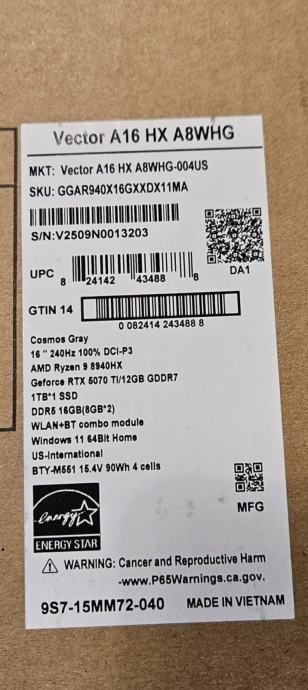 Vector A16 HX A8WHG
MKT: Vector A16 HX A8WHG-004US
SKU: GGAR940X16GXXDX11MA
S/N:V2509N0013203
DA1
UPC 8 24142 43488 8
GTIN 14
0 082414 243488 8
Cosmos Gray
16 " 240Hz 100% DCI-P3
AMD Ryzen 9 8940HX
Geforce RTX 5070 TI/12GB GDDR7
1TB*1 SSD
DDR5 16GB(8GB*2)
WLAN+BT combo module
Windows 11 64Bit Home
US-International
BTY-M551 15.4V 90Wh 4 cells
MFG
energy
ENERGY STAR
WARNING: Cancer and Reproductive Harm
-www.P65Warnings.ca.gov.
9S7-15MM72-040 MADE IN VIETNAM